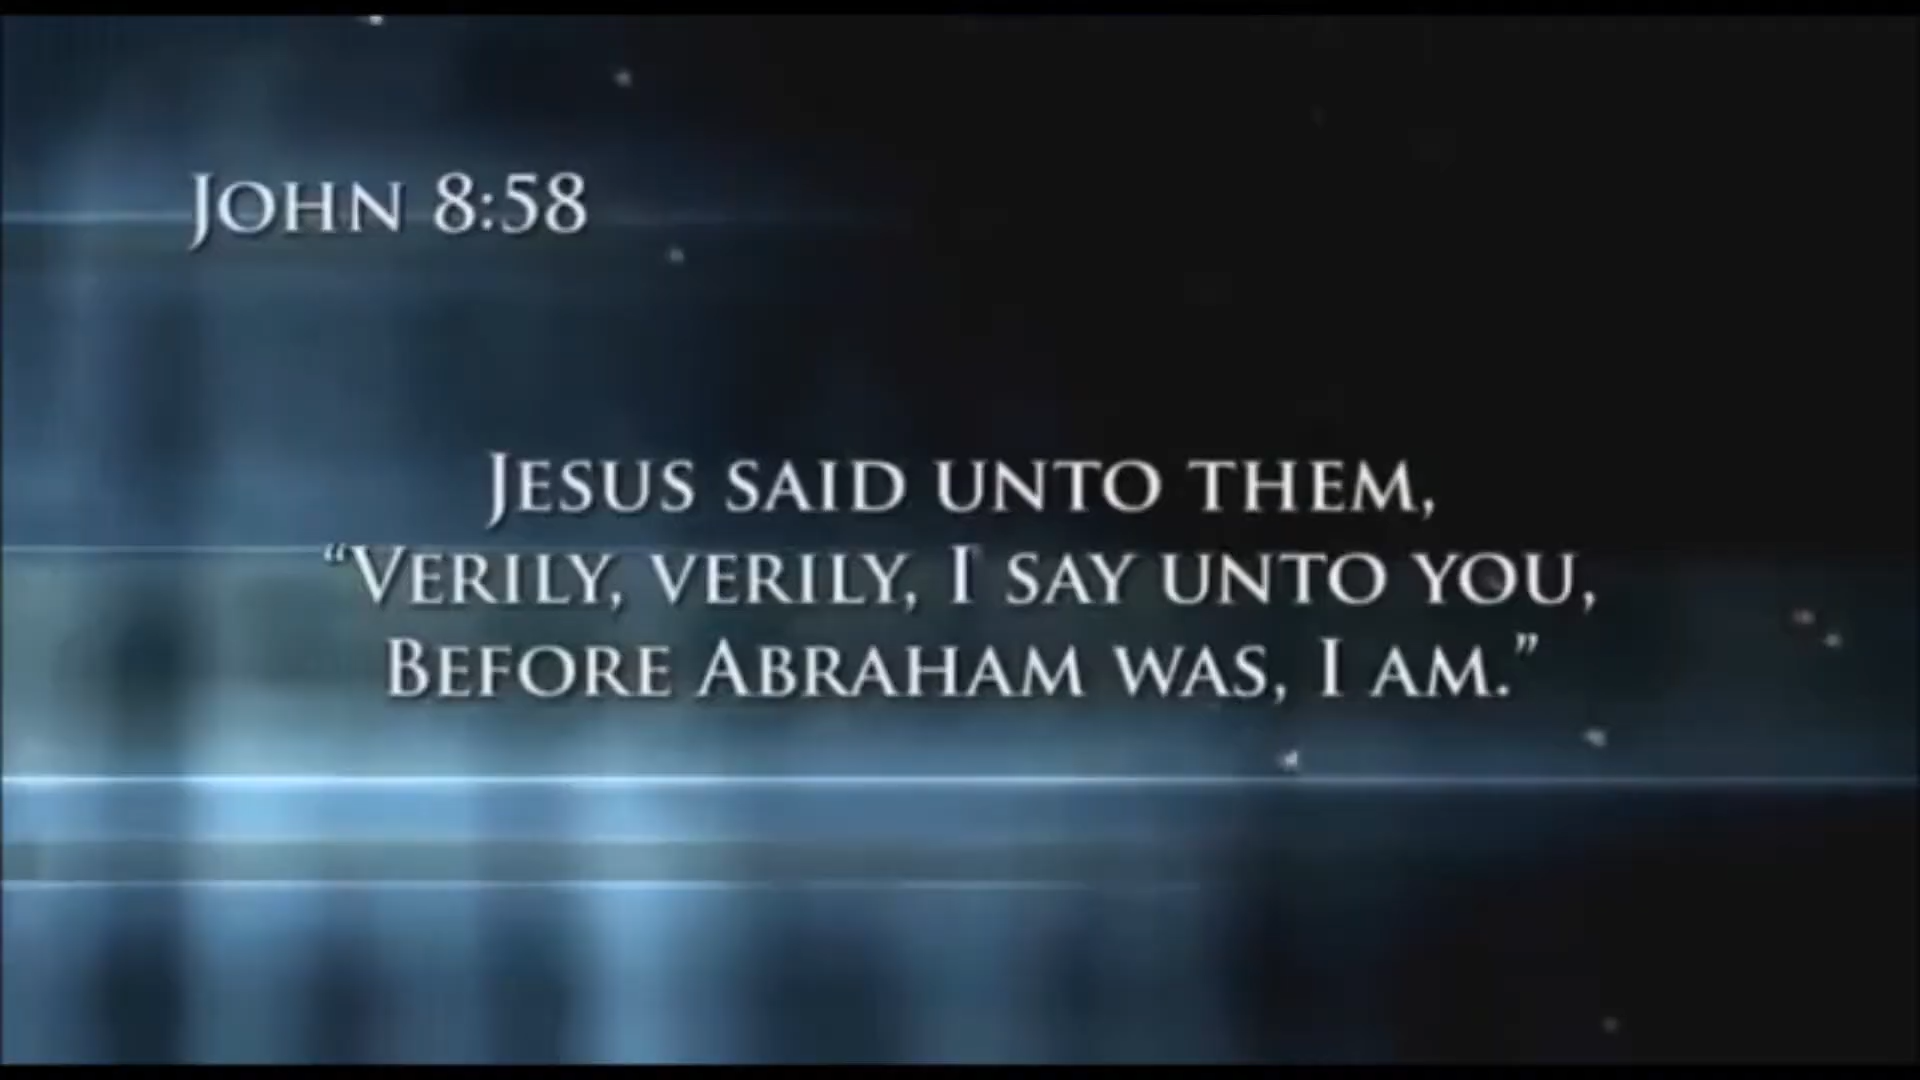 John 8:58
Jesus said unto them,
“Verily, verily, I say unto you,
Before Abraham was, I am.”